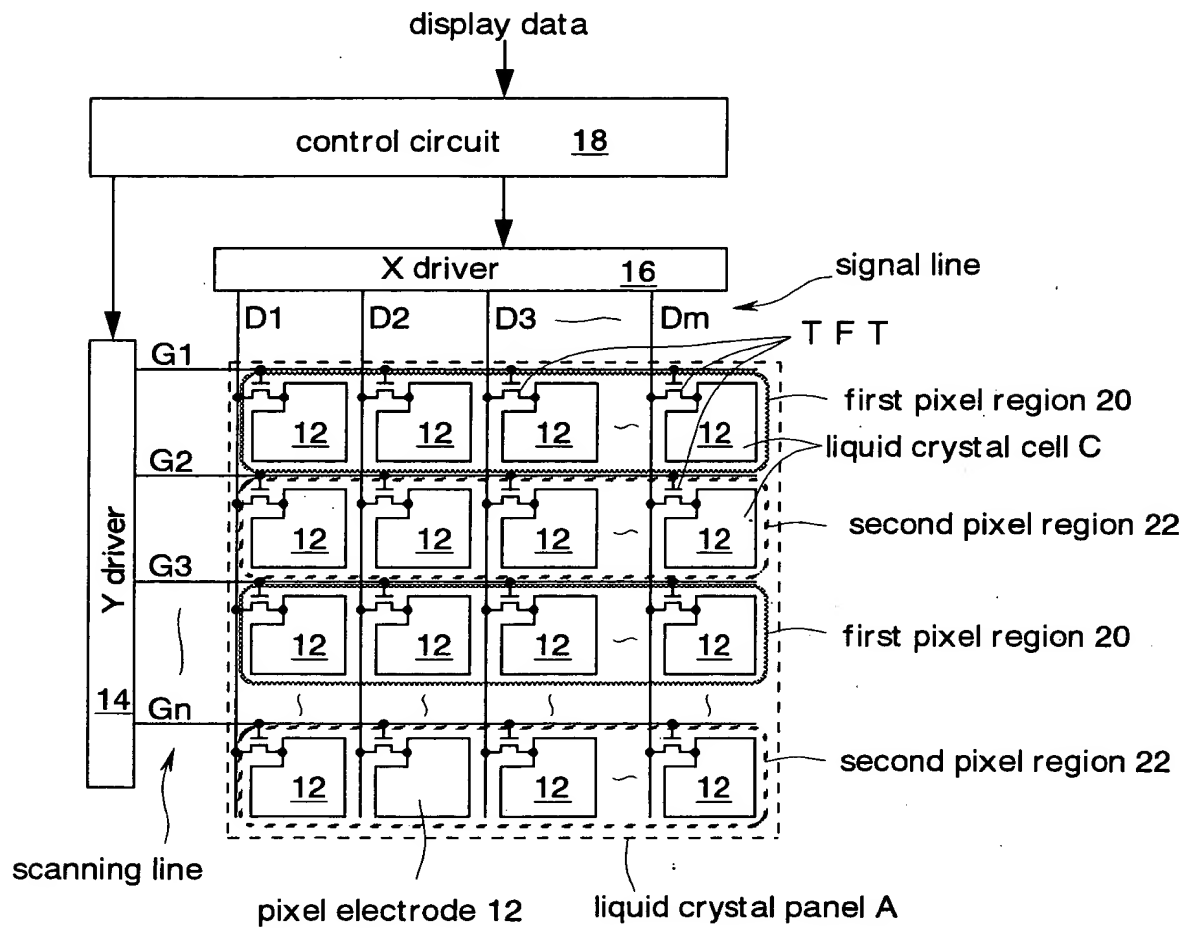 display data
control circuit 18
X driver 16
signal line
D1 D2 D3 Dm
T F T
G1
first pixel region 20
12 12 12 12
liquid crystal cell C
G2
second pixel region 22
12 12 12 12
Y driver
G3
first pixel region 20
12 12 12 12
14
Gn
second pixel region 22
12 12 12
scanning line
pixel electrode 12
liquid crystal panel A